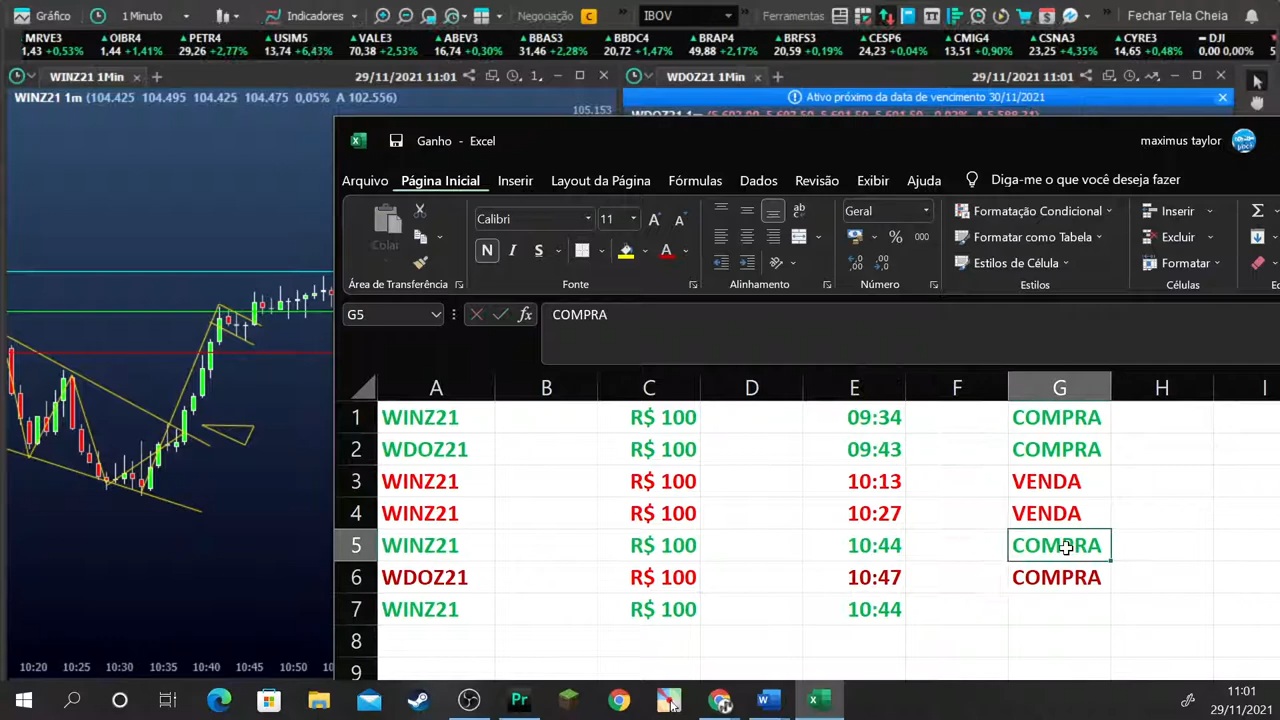 Gráfico 1 Minuto Indicadores Negociação C IBOV Ferramentas Fechar Tela Cheia
MRVE3 OIBR4 PETR4 USIM5 VALE3 ABEV3 BBAS3 BBDC4 BRAP4 BRFS3 CESP6 CMIG4 CSNA3 CYRE3 DJI
1,43 +0,53% 1,44 +1,41% 29,26 +2,77% 13,74 +6,43% 70,38 +2,53% 16,74 +0,30% 31,46 +2,28% 20,72 +1,47% 49,88 +2,17% 20,59 +0,19% 24,23 +0,04% 13,51 +0,90% 23,25 +4,35% 14,65 +0,48% 0,00 0,00%
WINZ21 1Min 29/11/2021 11:01 1 WDOZ21 1Min 29/11/2021 11:01
WINZ21 1m (104.425 104.495 104.425 104.475 0,05% A 102.556)
Ativo próximo da data de vencimento 30/11/2021
105.153
Ganho - Excel maximus taylor
Arquivo Página Inicial Inserir Layout da Página Fórmulas Dados Revisão Exibir Ajuda Diga-me o que você deseja fazer
Colar Calibri 11 Geral Formatação Condicional Inserir
N I S % 000 Formatar como Tabela Excluir
Estilos de Célula Formatar
Área de Transferência Fonte Alinhamento Número Estilos Células
G5 fx COMPRA
A B C D E F G H I
1 WINZ21 R$ 100 09:34 COMPRA
2 WDOZ21 R$ 100 09:43 COMPRA
3 WINZ21 R$ 100 10:13 VENDA
4 WINZ21 R$ 100 10:27 VENDA
5 WINZ21 R$ 100 10:44 COMPRA
6 WDOZ21 R$ 100 10:47 COMPRA
7 WINZ21 R$ 100 10:44
8
9
10:20 10:25 10:30 10:35 10:40 10:45 10:50
11:01
29/11/2021